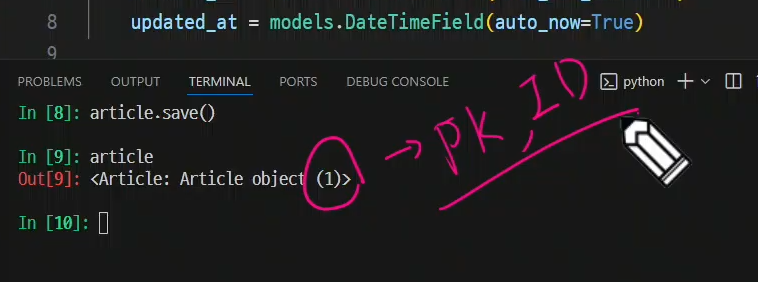 8 updated_at = models.DateTimeField(auto_now=True)
9
PROBLEMS OUTPUT TERMINAL PORTS DEBUG CONSOLE python
In [8]: article.save()
In [9]: article
Out[9]: <Article: Article object (1)>
→ PK, ID
In [10]: